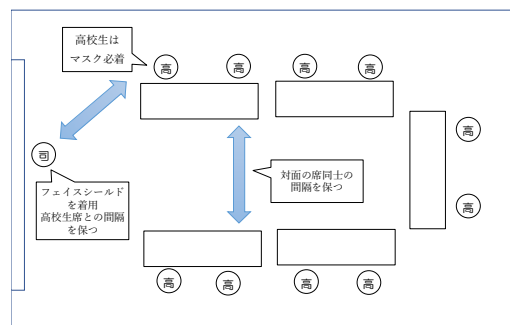 高校生は
マスク必着
高
高
高
高
高
司
対面の席同士の
間隔を保つ
フェイスシールド
を着用
高校生席との間隔
を保つ
高
高
高
高
高